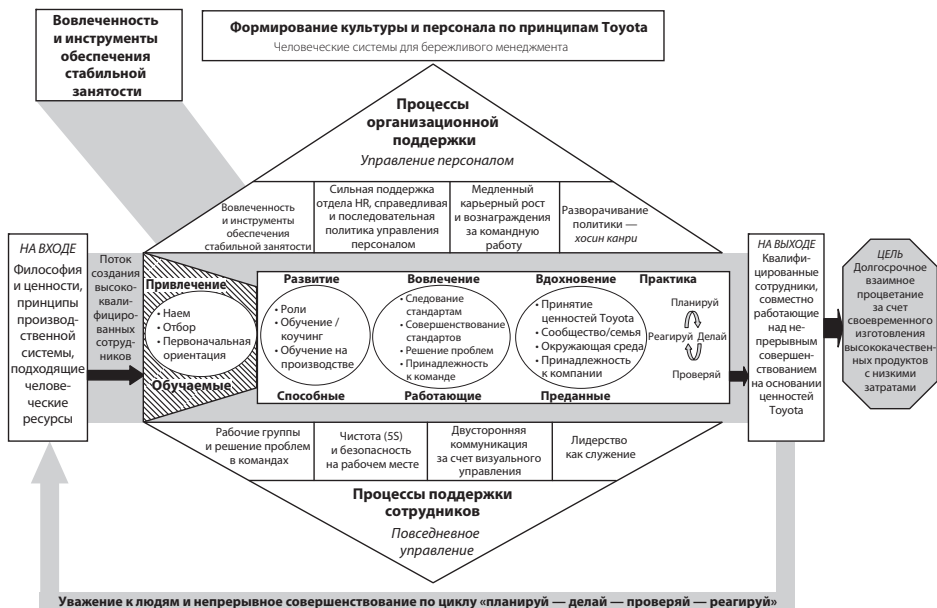 Вовлеченность
и инструменты
обеспечения
стабильной
занятости
Формирование культуры и персонала по принципам Toyota
Человеческие системы для бережливого менеджмента
Процессы
организационной
поддержки
Управление персоналом
Вовлеченность
и инструменты
обеспечения
стабильной занятости
Сильная поддержка
отдела HR, справедливая
и последовательная
политика управления
персоналом
Медленный
карьерный рост
и вознаграждения
за командную
работу
Разворачивание
политики —
хосин канри
НА ВХОДЕ
Философия
и ценности,
принципы
производ-
ственной
системы,
подходящие
челове-
ческие
ресурсы
Поток
создания
высоко-
квали-
фициро-
ванных
сотруд-
ников
Привлечение
• Наем
• Отбор
• Первоначальная
ориентация
Обучаемые
Развитие
• Роли
• Обучение /
коучинг
• Обучение на
производстве
Способные
Вовлечение
• Следование
стандартам
• Совершенствование
стандартов
• Решение проблем
• Принадлежность
к команде
Работающие
Вдохновение
• Принятие
ценностей Toyota
• Сообщество/семья
• Окружающая среда
• Принадлежность
к компании
Преданные
Практика
Планируй
Реагируй Делай
Проверяй
НА ВЫХОДЕ
Квали-
фицированные
сотрудники,
совместно
работающие
над не-
прерывным
совершен-
ствованием
на основании
ценностей
Toyota
ЦЕЛЬ
Долгосрочное
взаимное
процветание
за счет
своевременного
изготовления
высококачествен-
ных продуктов
с низкими
затратами
Рабочие группы
и решение проблем
в командах
Чистота (5S)
и безопасность
на рабочем месте
Двусторонняя
коммуникация
за счет визуального
управления
Лидерство
как служение
Процессы поддержки
сотрудников
Повседневное
управление
Уважение к людям и непрерывное совершенствование по циклу «планируй — делай — проверяй — реагируй»